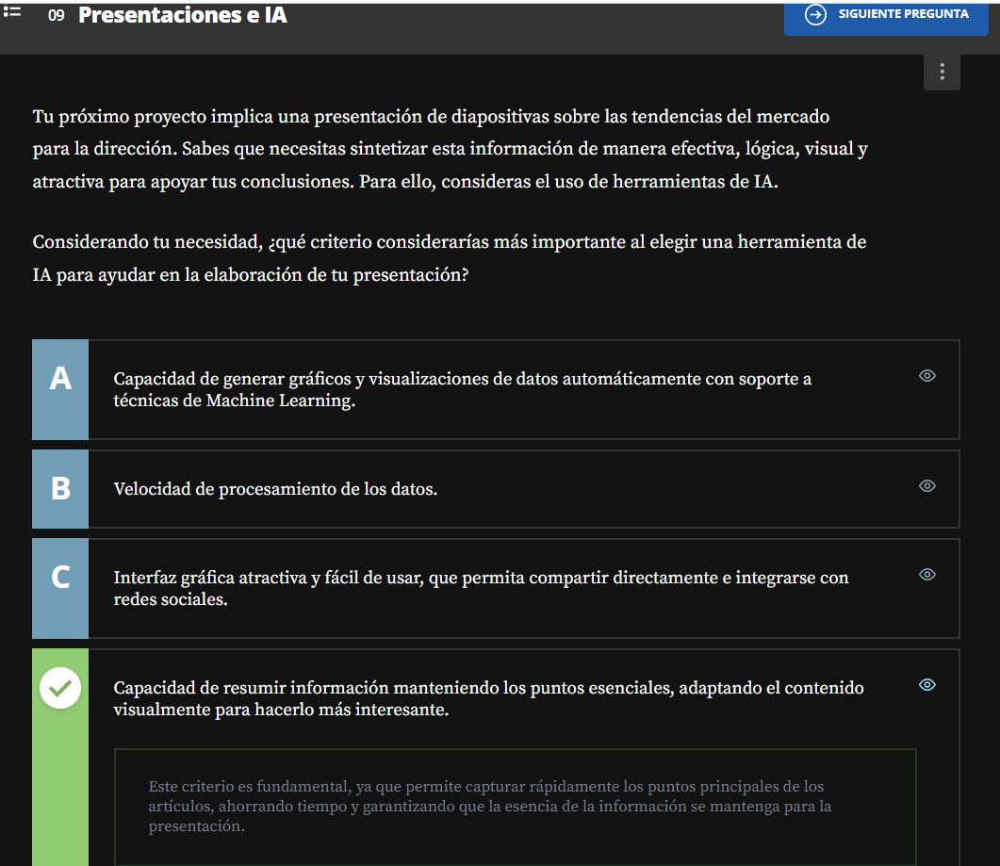 09 Presentaciones e IA
SIGUIENTE PREGUNTA
Tu próximo proyecto implica una presentación de diapositivas sobre las tendencias del mercado
para la dirección. Sabes que necesitas sintetizar esta información de manera efectiva, lógica, visual y
atractiva para apoyar tus conclusiones. Para ello, consideras el uso de herramientas de IA.
Considerando tu necesidad, ¿qué criterio considerarías más importante al elegir una herramienta de
IA para ayudar en la elaboración de tu presentación?
A
Capacidad de generar gráficos y visualizaciones de datos automáticamente con soporte a
técnicas de Machine Learning.
B
Velocidad de procesamiento de los datos.
C
Interfaz gráfica atractiva y fácil de usar, que permita compartir directamente e integrarse con
redes sociales.
Capacidad de resumir información manteniendo los puntos esenciales, adaptando el contenido
visualmente para hacerlo más interesante.
Este criterio es fundamental, ya que permite capturar rápidamente los puntos principales de los
artículos, ahorrando tiempo y garantizando que la esencia de la información se mantenga para la
presentación.